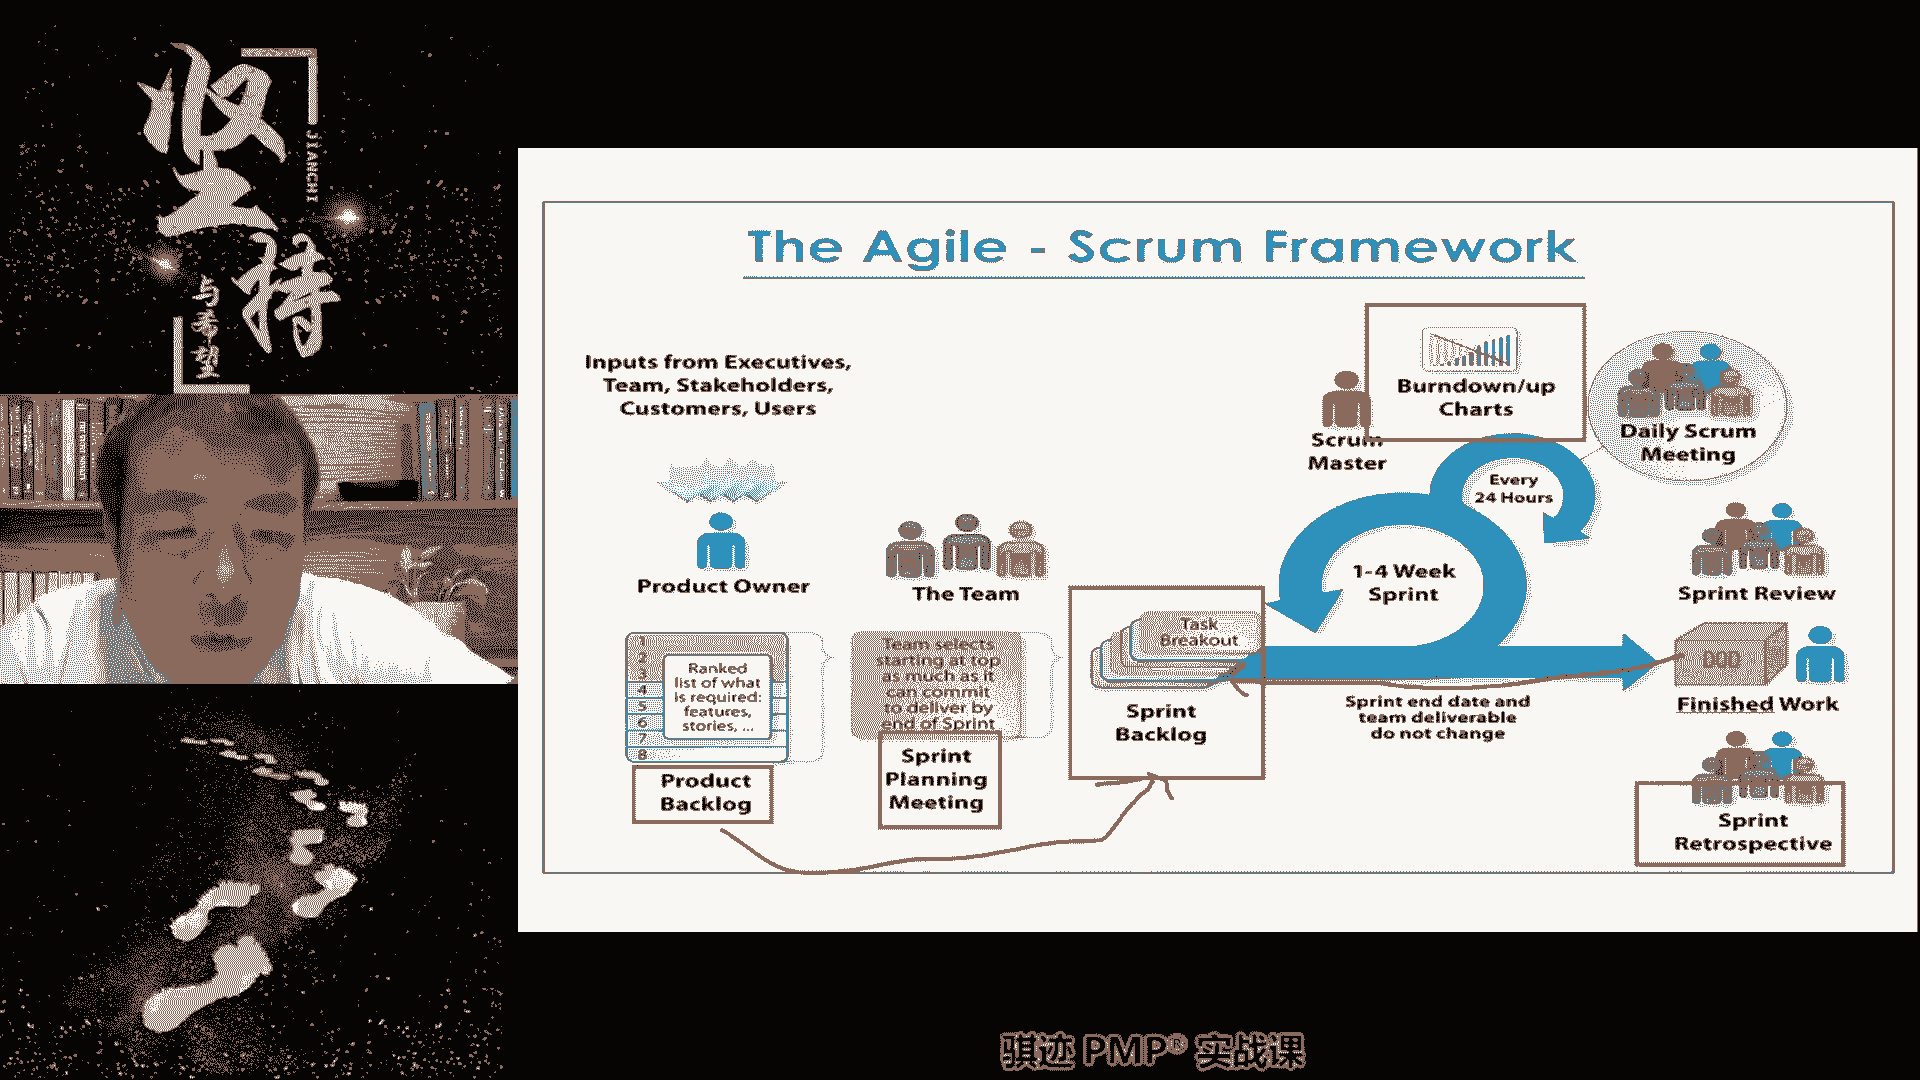 坚
持
JIANCHI
与希望
The Agile - Scrum Framework
Inputs from Executives,
Team, Stakeholders,
Customers, Users
Product Owner
The Team
1
2
3
4
5
6
7
8
Ranked
list of what
is required:
features,
stories, ...
Product
Backlog
Team selects
starting at top
as much as it
can commit
to deliver by
end of Sprint
Sprint
Planning
Meeting
Task
Breakout
Sprint
Backlog
Scrum
Master
Burndown/up
Charts
Every
24 Hours
1-4 Week
Sprint
Sprint end date and
team deliverable
do not change
Daily Scrum
Meeting
Sprint Review
Finished Work
Sprint
Retrospective
骐迹 PMP® 实战课